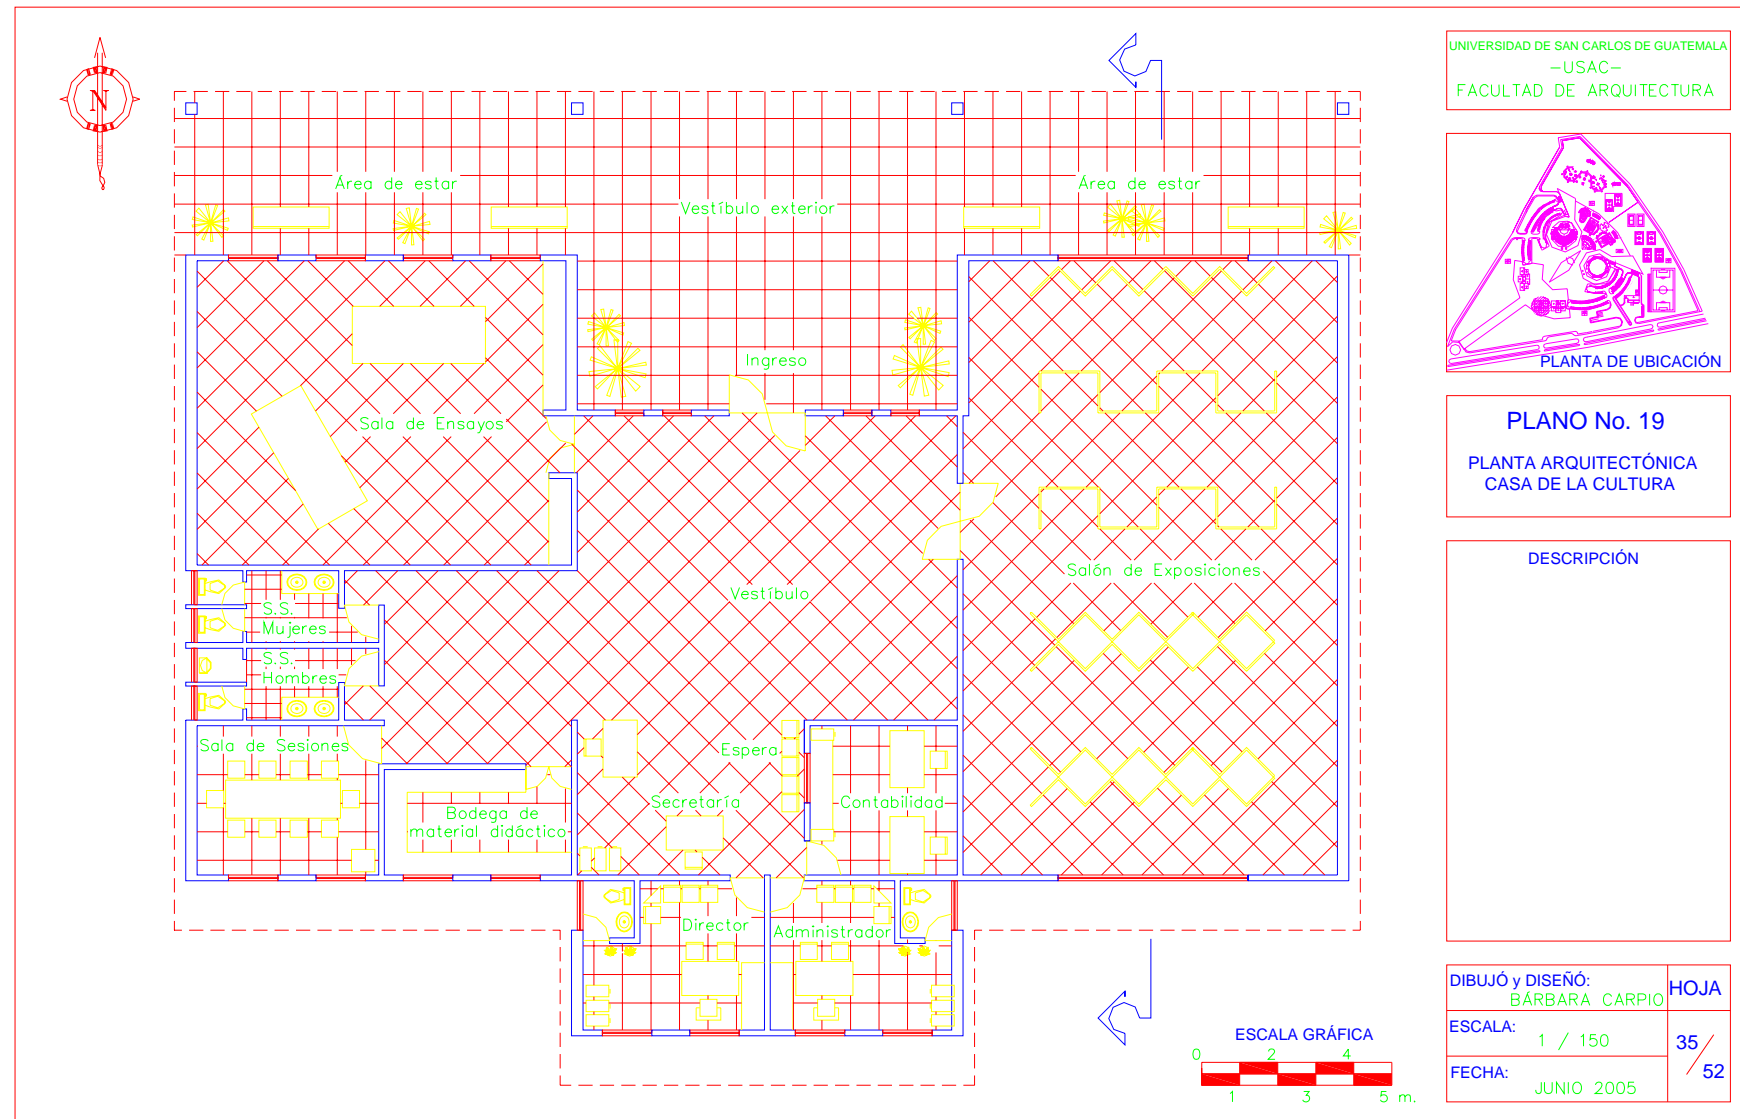 N
Área de estar
Área de estar
Vestíbulo exterior
Ingreso
Sala de Ensayos
Salón de Exposiciones
Vestíbulo
S.S.
Mujeres
S.S.
Hombres
Sala de Sesiones
Espera
Secretaría
Contabilidad
Bodega de
material didáctico
Director
Administrador
ESCALA GRÁFICA
0 2 4
1 3 5 m.
UNIVERSIDAD DE SAN CARLOS DE GUATEMALA
-USAC-
FACULTAD DE ARQUITECTURA
PLANTA DE UBICACIÓN
PLANO No. 19
PLANTA ARQUITECTÓNICA
CASA DE LA CULTURA
DESCRIPCIÓN
DIBUJÓ y DISEÑÓ:
BÁRBARA CARPIO
HOJA
ESCALA:
1 / 150
35 / 52
FECHA:
JUNIO 2005